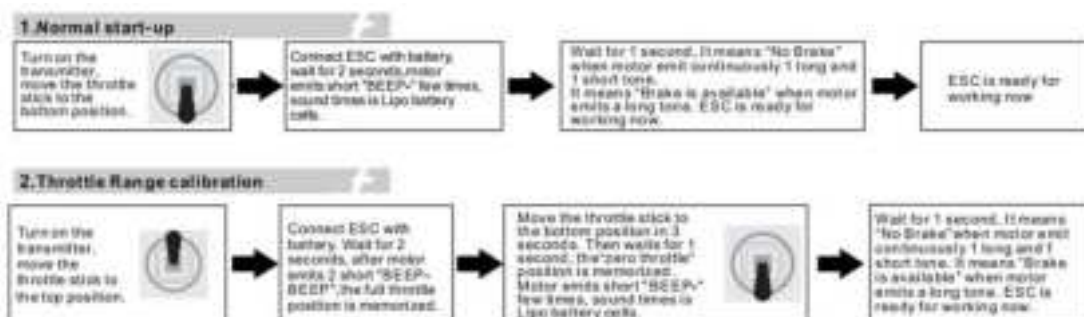 1.Normal start-up
Turn on the
transmitter,
move the throttle
stick to the
bottom position.
Connect ESC with battery,
wait for 2 seconds,motor
emits short "BEEP-" few times,
sound times is Lipo battery
cells.
Wait for 1 second. It means "No Brake"
when motor emit continuously 1 long and
1 short tone.
It means "Brake is available" when motor
emits a long tone. ESC is ready for
working now.
ESC is ready for
working now
2.Throttle Range calibration
Turn on the
transmitter,
move the
throttle stick to
the top position.
Connect ESC with
battery. Wait for 2
seconds, after motor
emits 2 short "BEEP-
BEEP",the full throttle
position is memorized.
Move the throttle stick to
the bottom position in 3
seconds. Then waits for 1
second, the"zero throttle"
position is memorized.
Motor emits short "BEEP-"
few times, sound times is
Lipo battery cells.
Wait for 1 second. It means
"No Brake"when motor emit
continuously 1 long and 1
short tone. It means "Brake
is available" when motor
emits a long tone. ESC is
ready for working now.